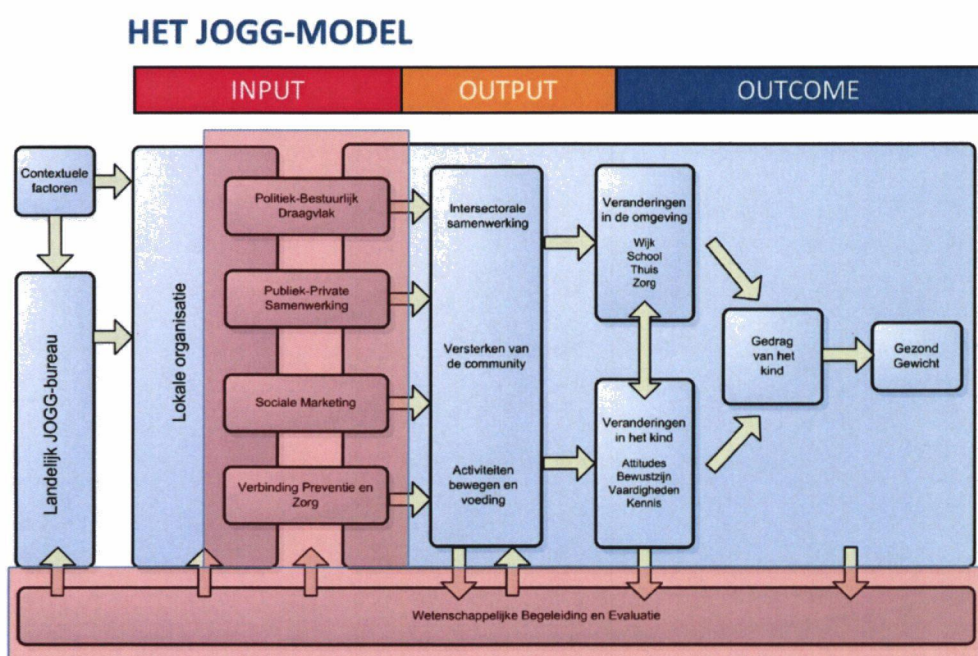 HET JOGG-MODEL
INPUT
OUTPUT
OUTCOME
Contextuele
factoren
Landelijk JOGG-bureau
Lokale organisatie
Politiek-Bestuurlijk
Draagvlak
Publiek-Private
Samenwerking
Sociale Marketing
Verbinding Preventie en
Zorg
Intersectorale
samenwerking
Versterken van
de community
Activiteiten
bewegen en
voeding
Veranderingen
in de omgeving
Wijk
School
Thuis
Zorg
Veranderingen
in het kind
Attitudes
Bewustzijn
Vaardigheden
Kennis
Gedrag
van het
kind
Gezond
Gewicht
Wetenschappelijke Begeleiding en Evaluatie